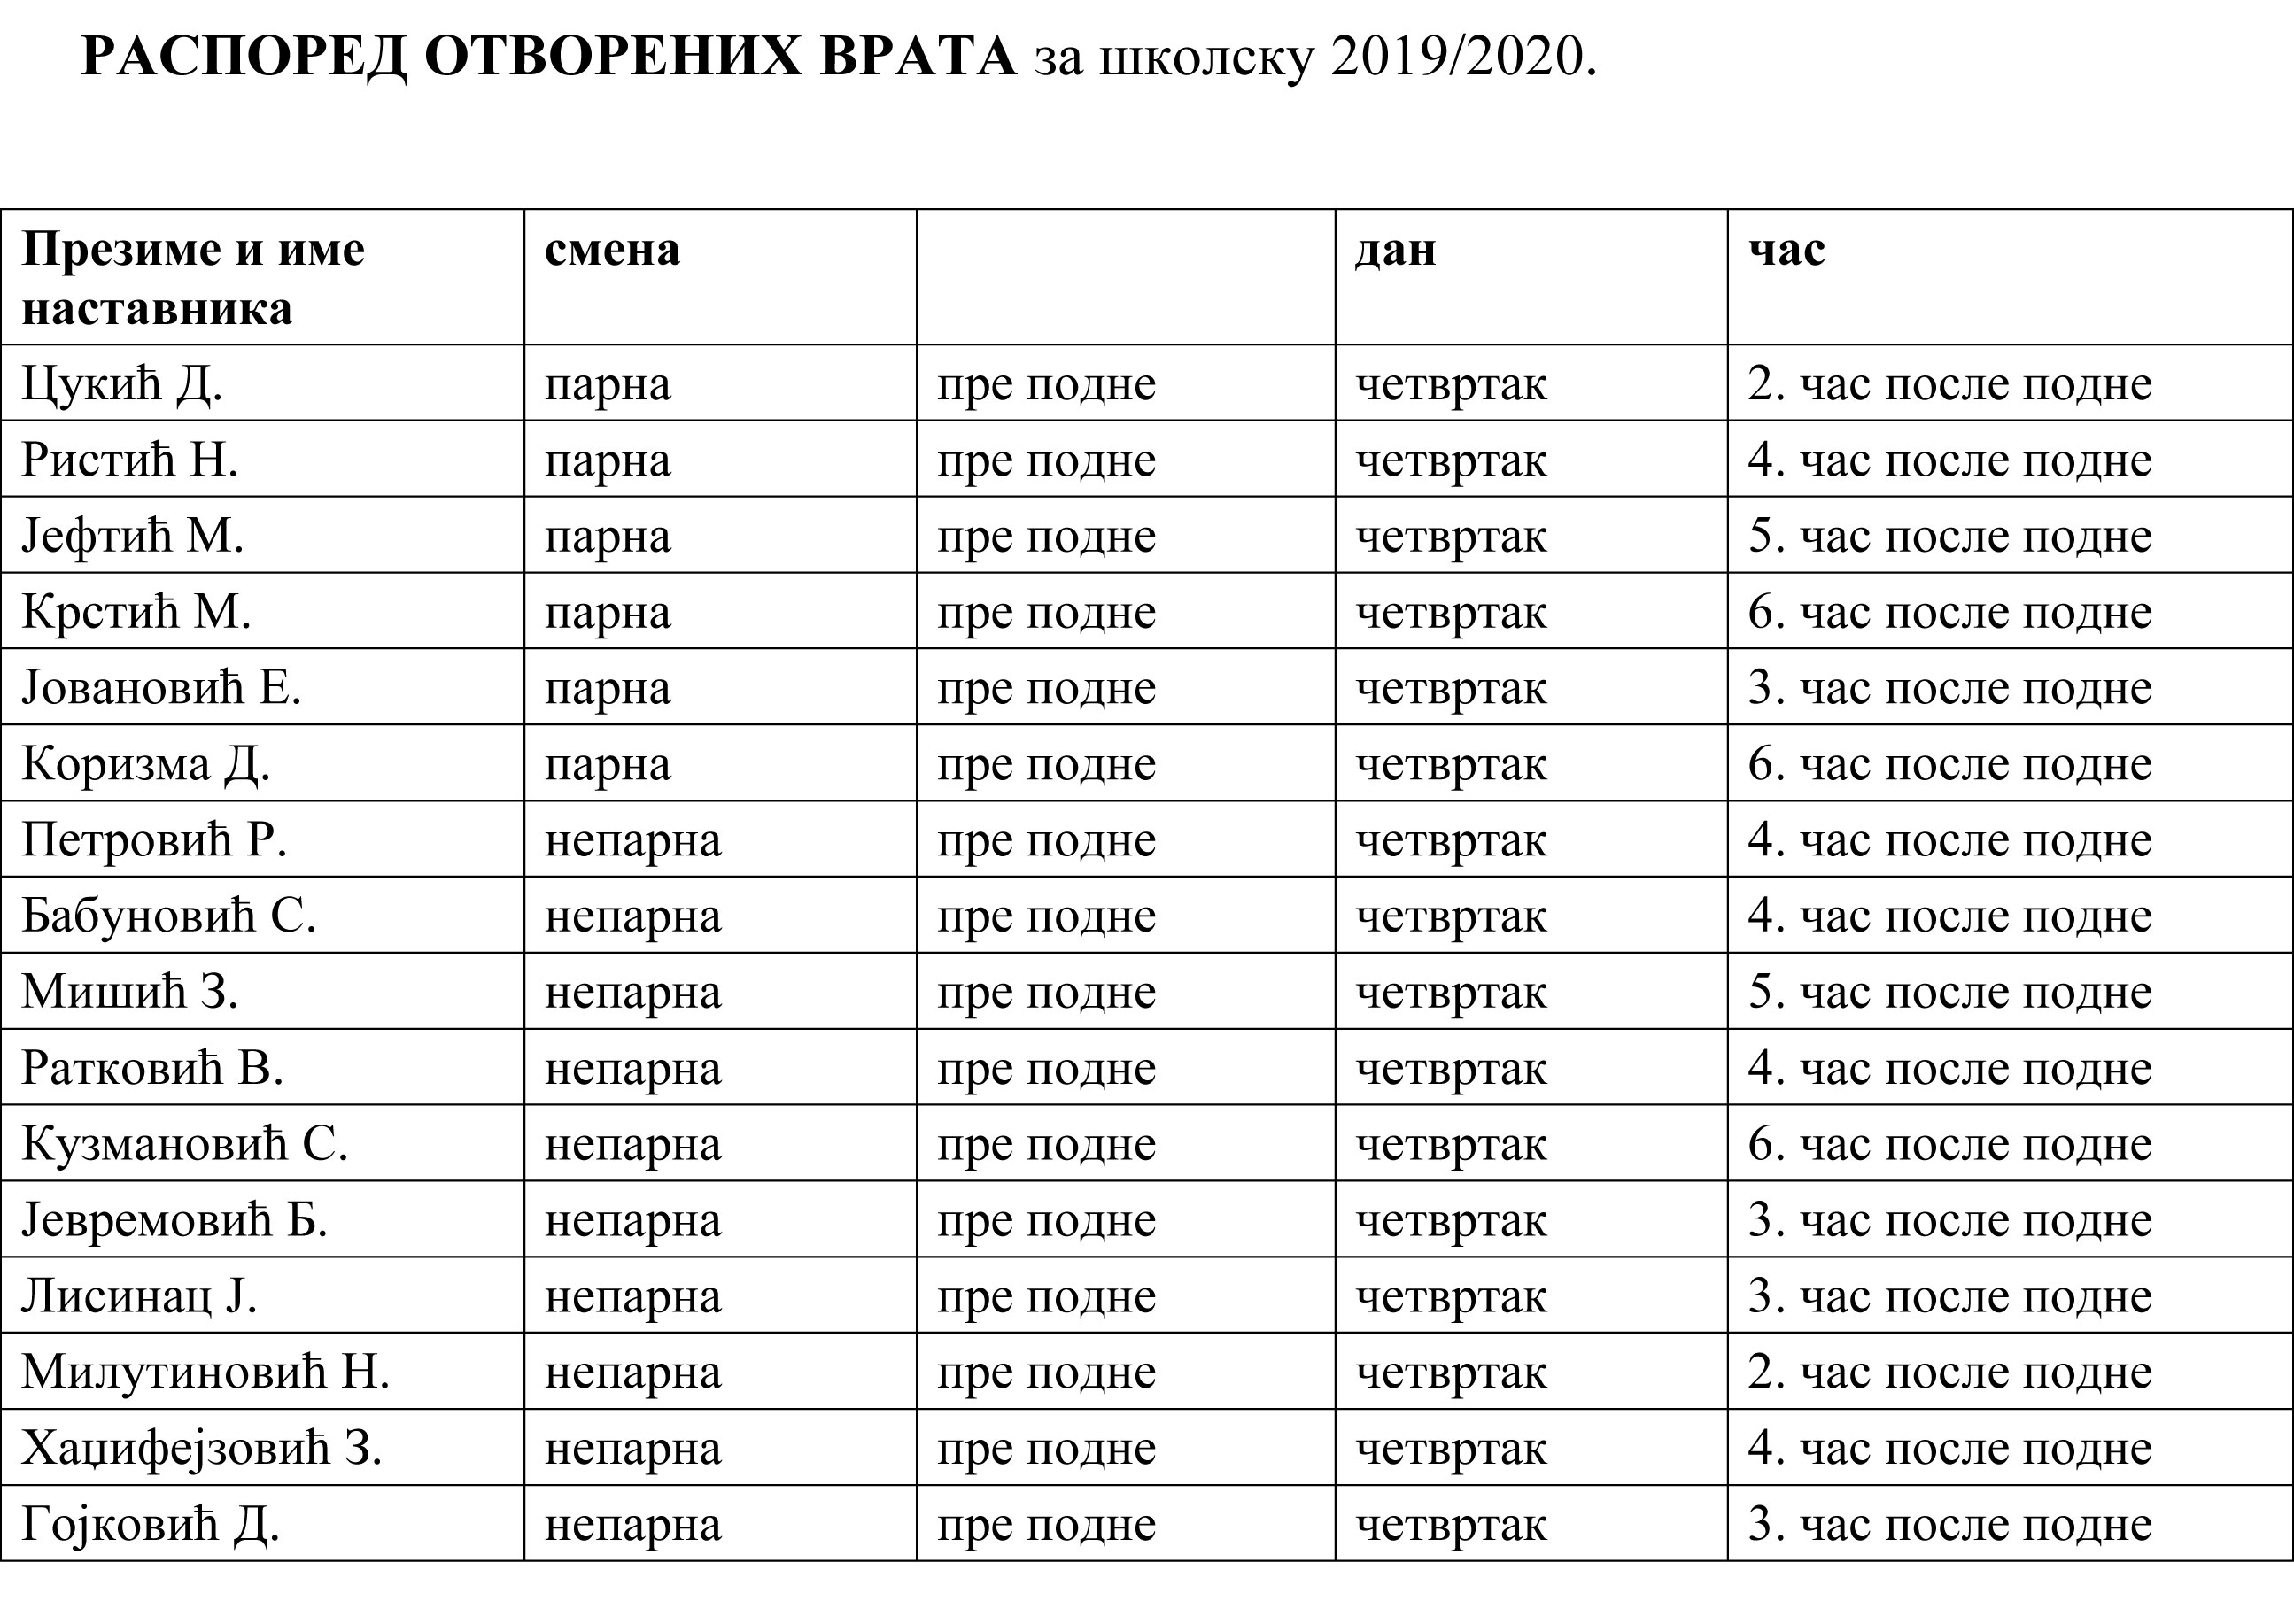 РАСПОРЕД ОТВОРЕНИХ ВРАТА за школску 2019/2020.
Презиме и име наставника смена дан час
Цукић Д. парна пре подне четвртак 2. час после подне
Ристић Н. парна пре подне четвртак 4. час после подне
Јефтић М. парна пре подне четвртак 5. час после подне
Крстић М. парна пре подне четвртак 6. час после подне
Јовановић Е. парна пре подне четвртак 3. час после подне
Коризма Д. парна пре подне четвртак 6. час после подне
Петровић Р. непарна пре подне четвртак 4. час после подне
Бабуновић С. непарна пре подне четвртак 4. час после подне
Мишић З. непарна пре подне четвртак 5. час после подне
Ратковић В. непарна пре подне четвртак 4. час после подне
Кузмановић С. непарна пре подне четвртак 6. час после подне
Јевремовић Б. непарна пре подне четвртак 3. час после подне
Лисинац Ј. непарна пре подне четвртак 3. час после подне
Милутиновић Н. непарна пре подне четвртак 2. час после подне
Хаџифејзовић З. непарна пре подне четвртак 4. час после подне
Гојковић Д. непарна пре подне четвртак 3. час после подне